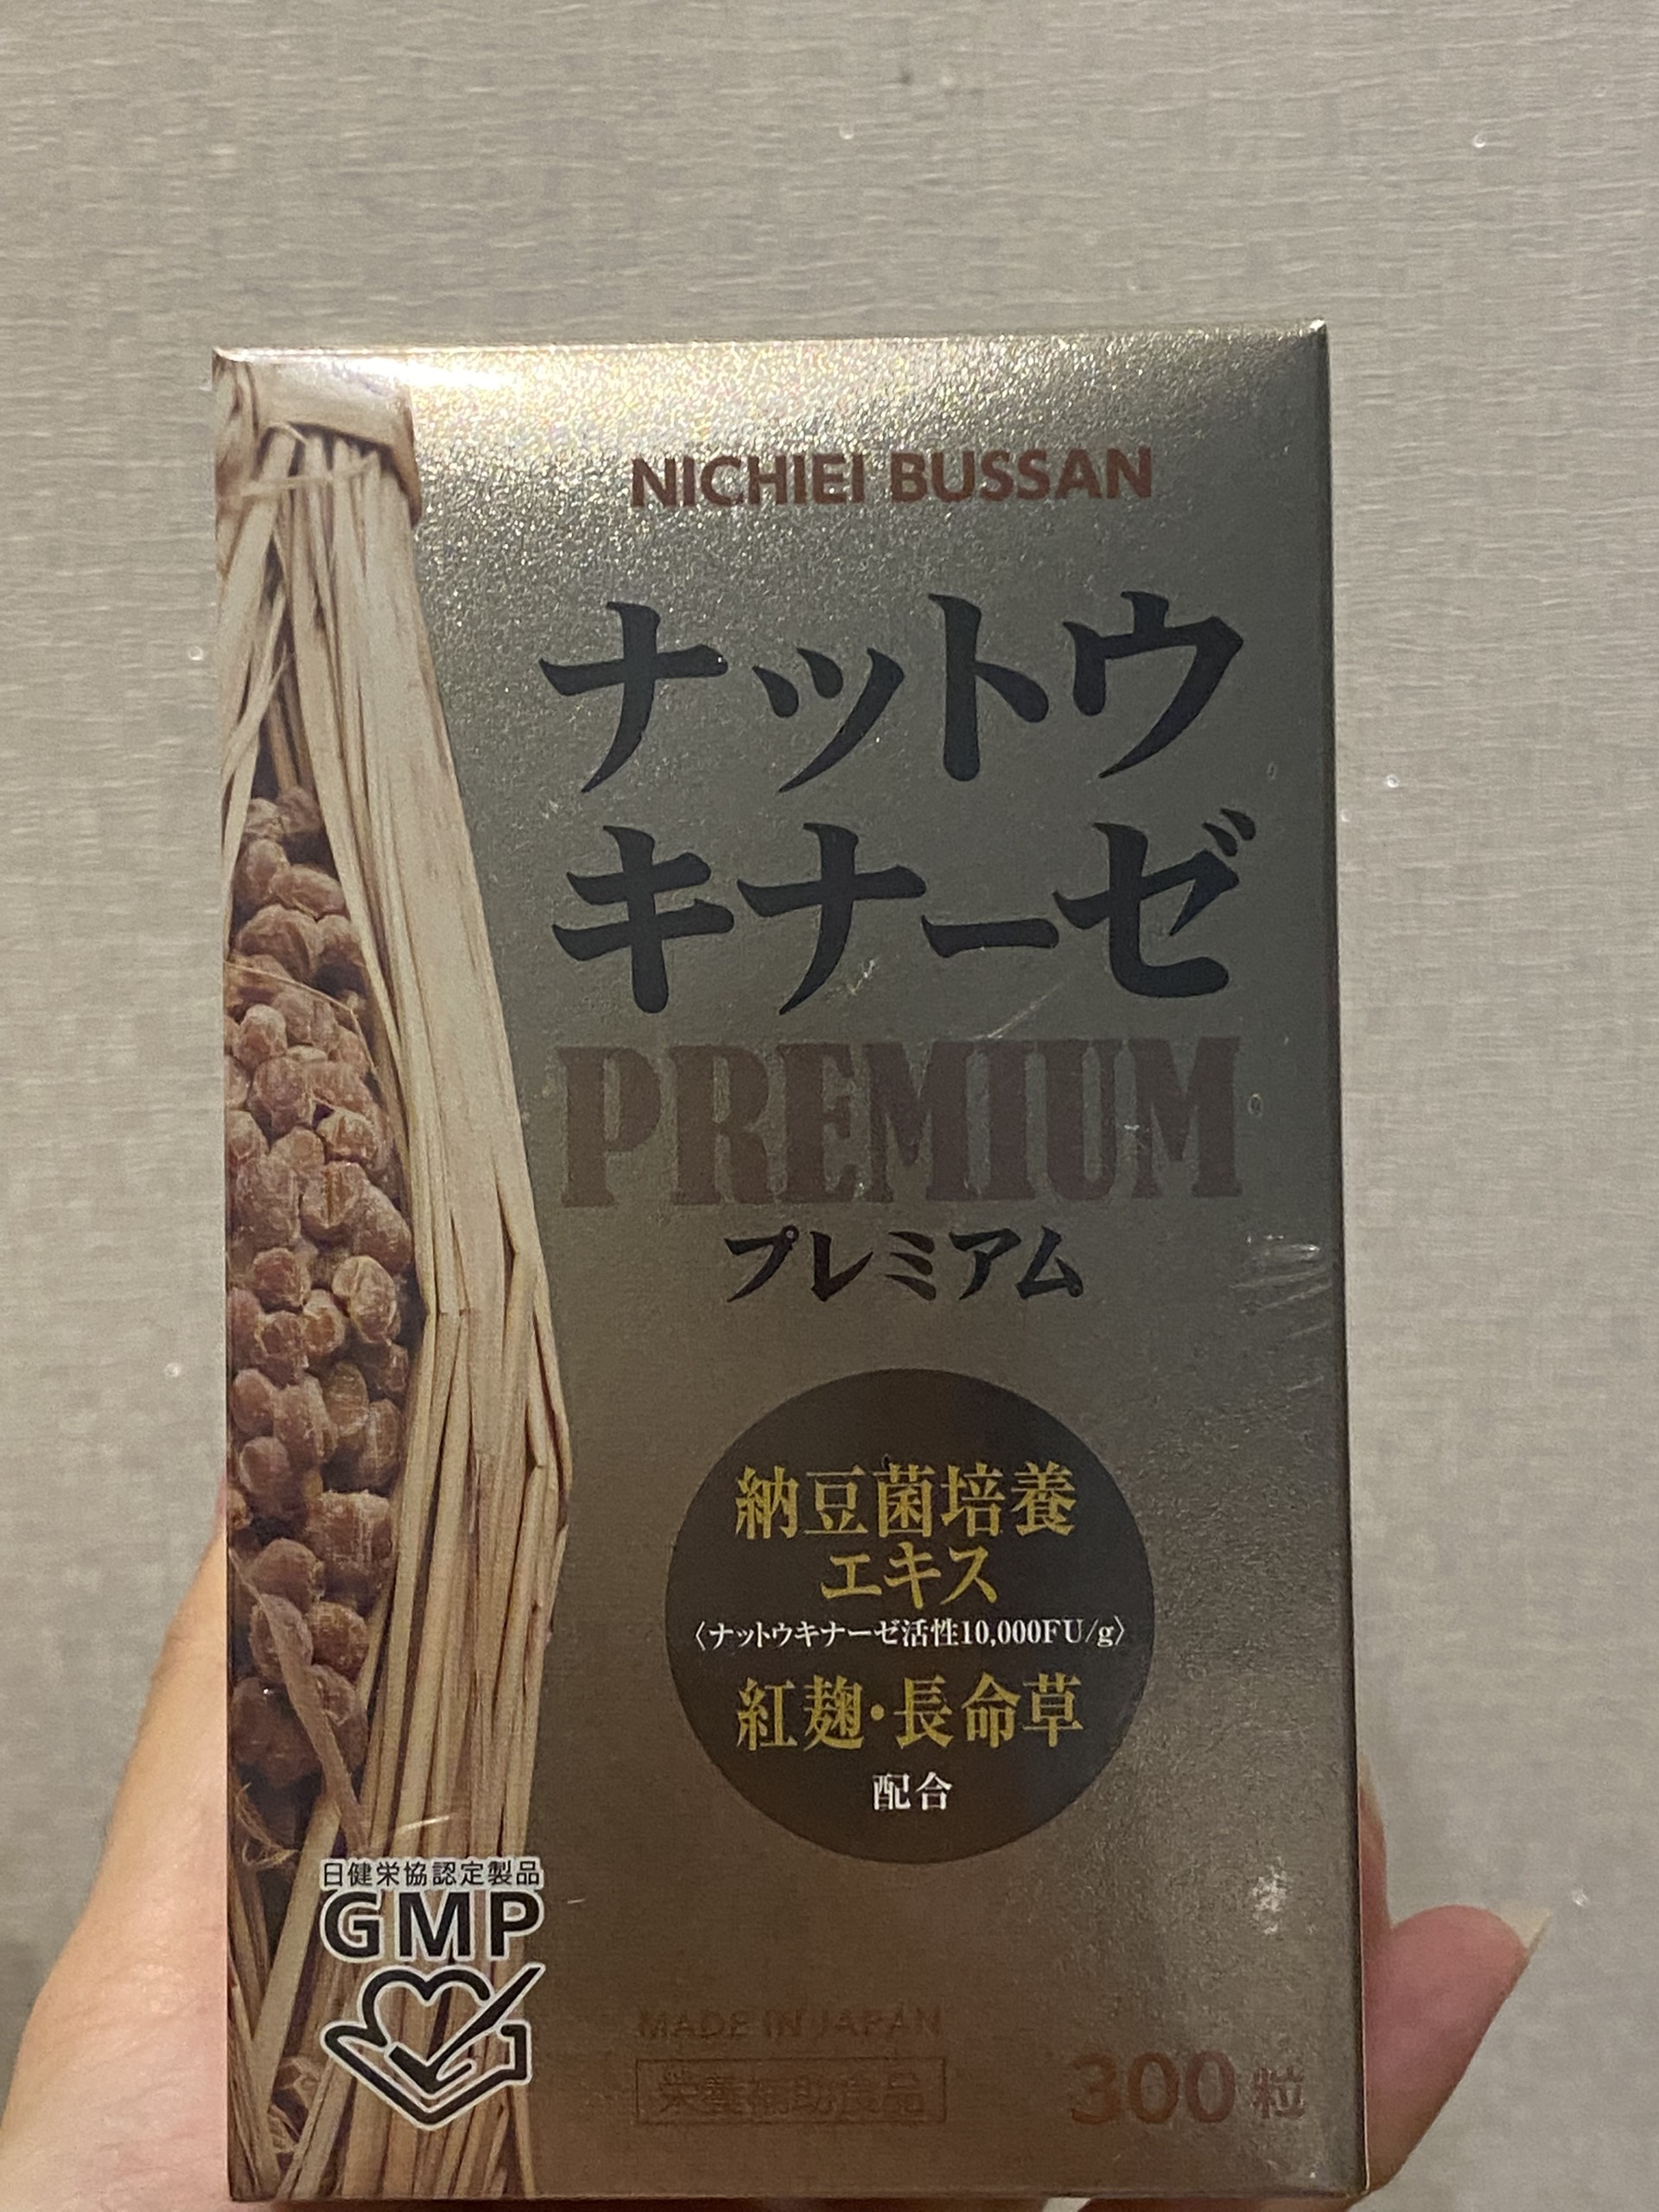 NICHIEI BUSSAN
ナットウ
キナーゼ
PREMIUM
プレミアム
納豆菌培養
エキス
〈ナットウキナーゼ活性10,000FU/g〉
紅麹・長命草
配合
日健栄協認定製品
GMP
MADE IN JAPAN
栄養補助食品
300粒